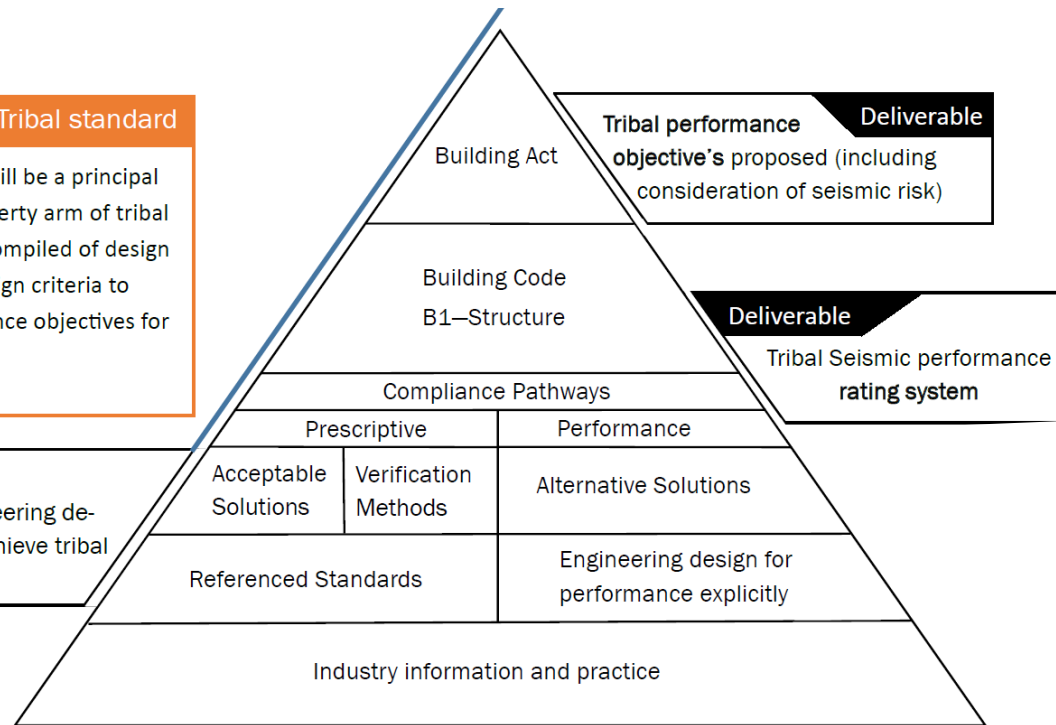 Tribal standard
ill be a principal
erty arm of tribal
ompiled of design
ign criteria to
nce objectives for
eering de-
hieve tribal
Building Act
Building Code
B1—Structure
Compliance Pathways
Prescriptive
Performance
Acceptable
Solutions
Verification
Methods
Alternative Solutions
Referenced Standards
Engineering design for
performance explicitly
Industry information and practice
Deliverable
Tribal performance
objective's proposed (including
consideration of seismic risk)
Deliverable
Tribal Seismic performance
rating system